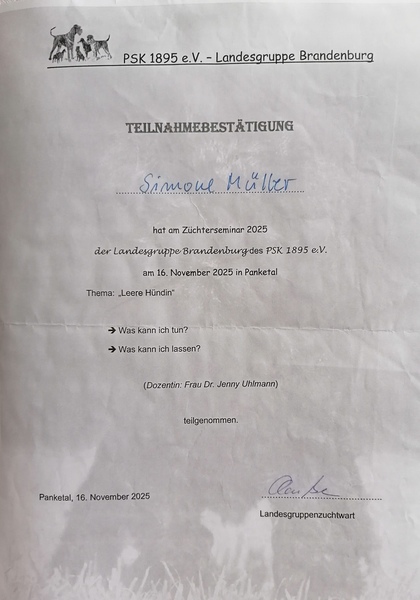 PSK 1895 e.V. – Landesgruppe Brandenburg
TEILNAHMEBESTÄTIGUNG
Simone Müller
hat am Züchterseminar 2025
der Landesgruppe Brandenburg des PSK 1895 e.V.
am 16. November 2025 in Panketal
Thema: „Leere Hündin“
➔ Was kann ich tun?
➔ Was kann ich lassen?
(Dozentin: Frau Dr. Jenny Uhlmann)
teilgenommen.
Panketal, 16. November 2025
Landesgruppenzuchtwart